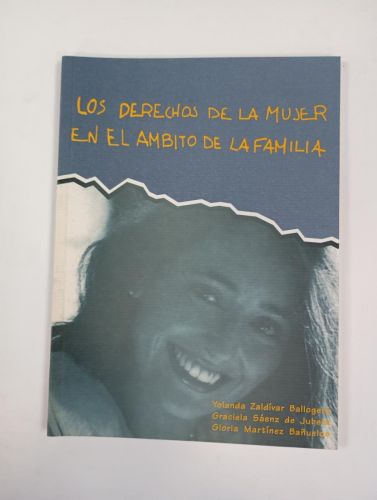 LOS DERECHOS DE LA MUJER
EN EL AMBITO DE LA FAMILIA
Yolanda Zaldívar Ballogera
Graciela Sáenz de
Gloria Martínez Bañuelos